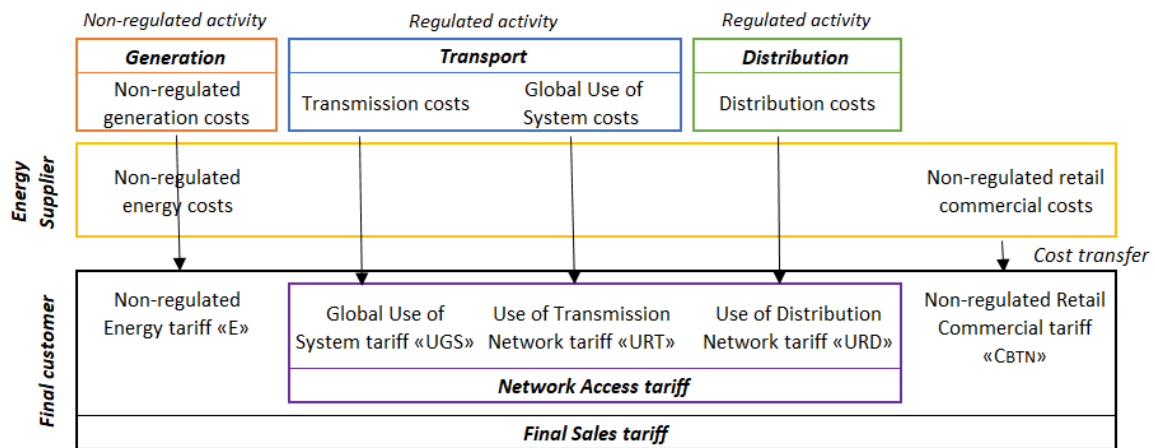 Non-regulated activity
Regulated activity
Regulated activity
Generation
Transport
Distribution
Non-regulated
generation costs
Transmission costs
Global Use of
System costs
Distribution costs
Energy
Supplier
Non-regulated
energy costs
Non-regulated retail
commercial costs
Cost transfer
Final customer
Non-regulated
Energy tariff «E»
Global Use of
System tariff «UGS»
Use of Transmission
Network tariff «URT»
Use of Distribution
Network tariff «URD»
Non-regulated Retail
Commercial tariff
«CBTN»
Network Access tariff
Final Sales tariff